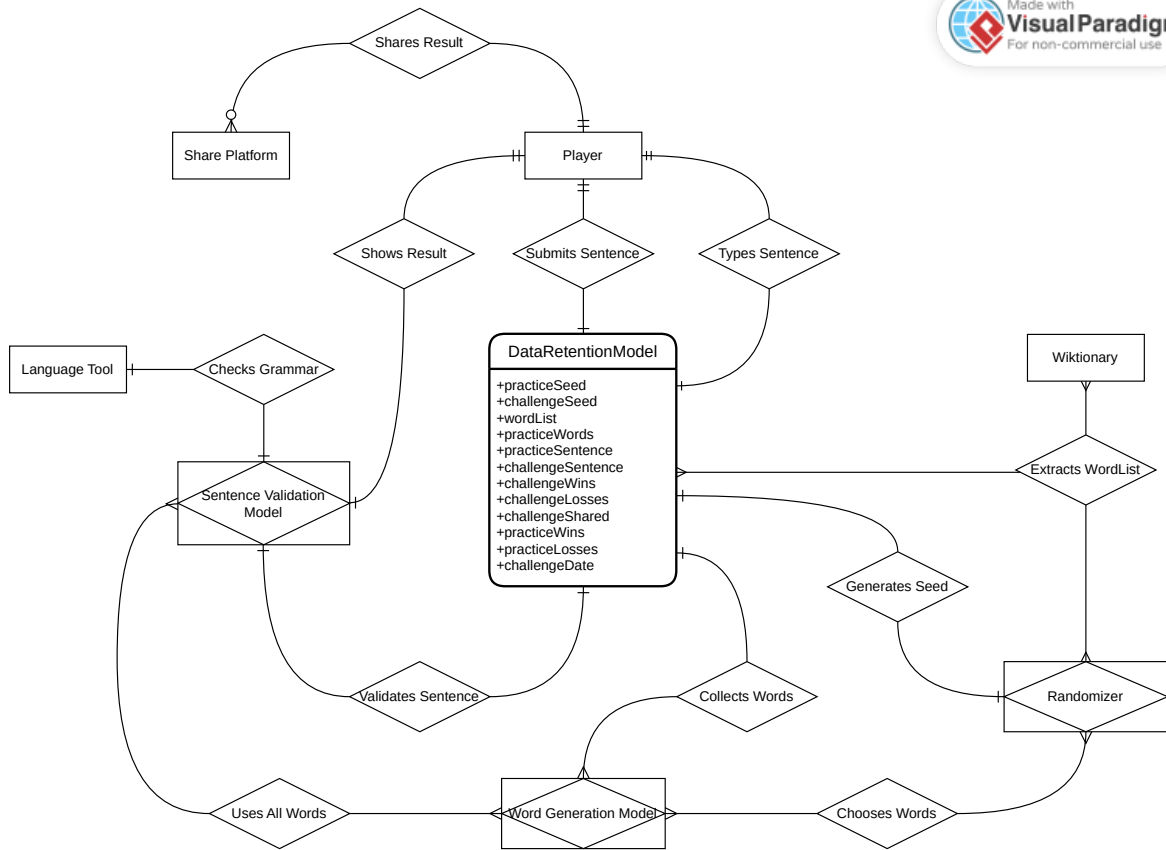 Made with
Visual Paradig
For non-commercial use
Shares Result
Share Platform
Player
Shows Result
Submits Sentence
Types Sentence
DataRetentionModel
Language Tool
Checks Grammar
Wiktionary
+practiceSeed
+challengeSeed
+wordList
+practiceWords
+practiceSentence
+challengeSentence
+challengeWins
+challengeLosses
+challengeShared
+practiceWins
+practiceLosses
+challengeDate
Extracts WordList
Sentence Validation
Model
Generates Seed
Validates Sentence
Collects Words
Randomizer
Uses All Words
Word Generation Model
Chooses Words